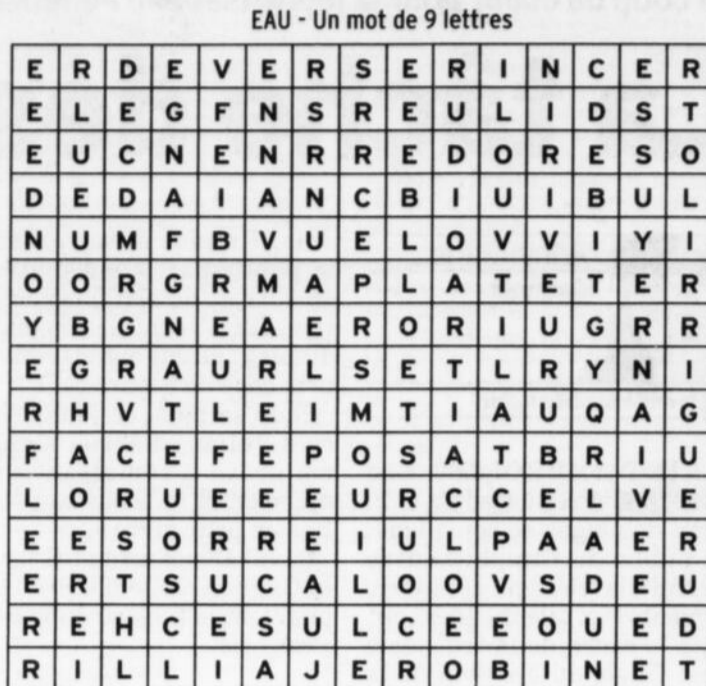 EAU - Un mot de 9 lettres
E R D E V E R S E R I N C E R
E L E G F N S R E U L I D S T
E U C N E N R R E D O R E S O
D E D A I A N C B I U I B U L
N U M F B V U E L O V V I Y I
O O R G R M A P L A T E T E R
Y B G N E A E R O R I U G R R
E G R A U R L S E T L R Y N I
R H V T L E I M T I A U Q A G
F A C E F E P O S A T B R I U
L O R U E E E U R C C E L V E
E E S O R R E I U L P A A E R
E R T S U C A L O O V S D E U
R E H C E S U L C E E O U E D
R I L L I A J E R O B I N E T